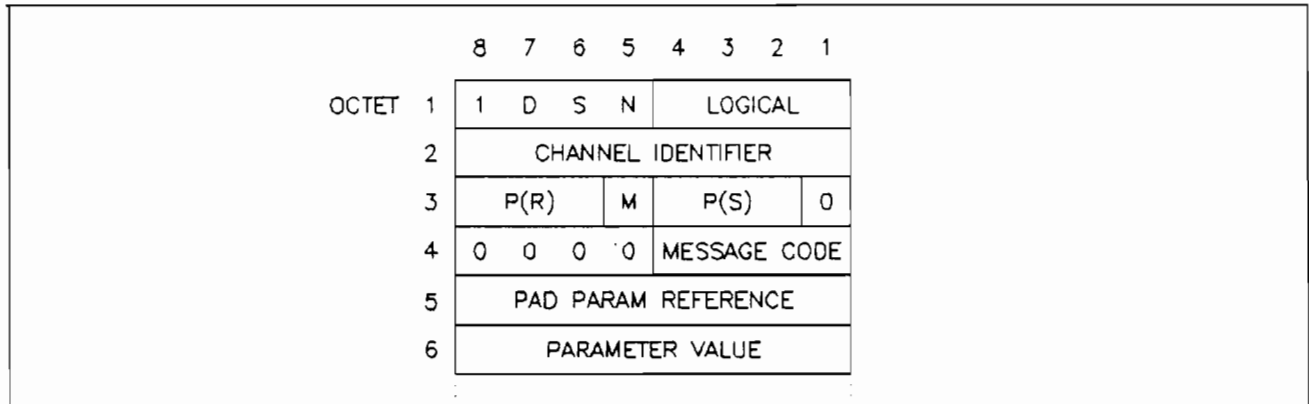 8 7 6 5 4 3 2 1
OCTET 1 1 D S N LOGICAL
2 CHANNEL IDENTIFIER
3 P(R) M P(S) 0
4 0 0 0 0 MESSAGE CODE
5 PAD PARAM REFERENCE
6 PARAMETER VALUE